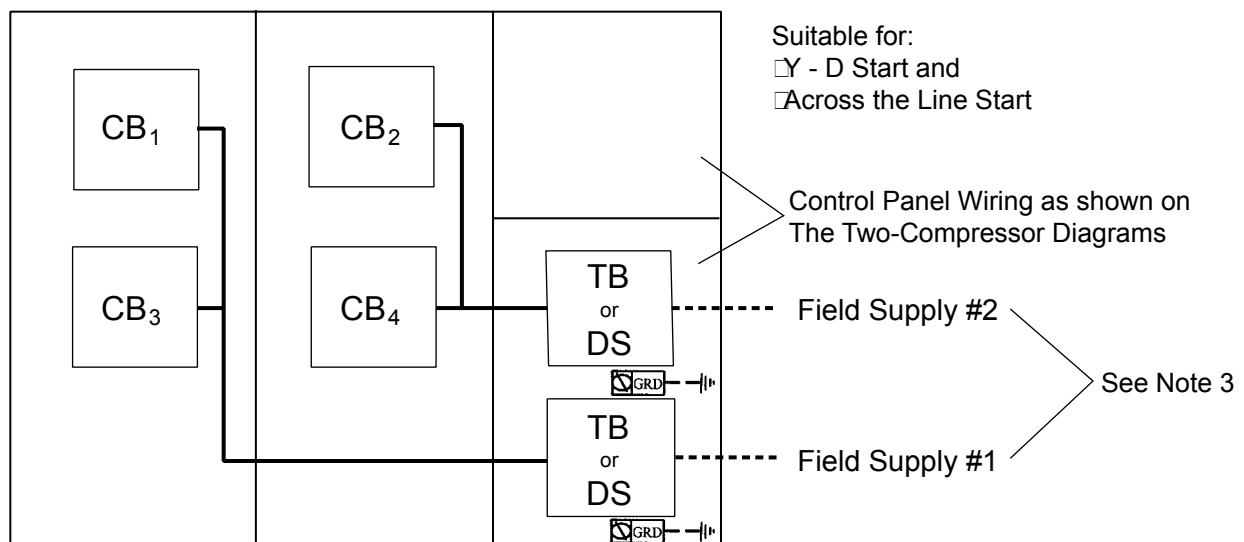 Suitable for:
Y - D Start and
Across the Line Start
CB1
CB2
Control Panel Wiring as shown on
The Two-Compressor Diagrams
CB3
CB4
TB
or
DS
Field Supply #2
GRD
See Note 3
TB
or
DS
Field Supply #1
GRD